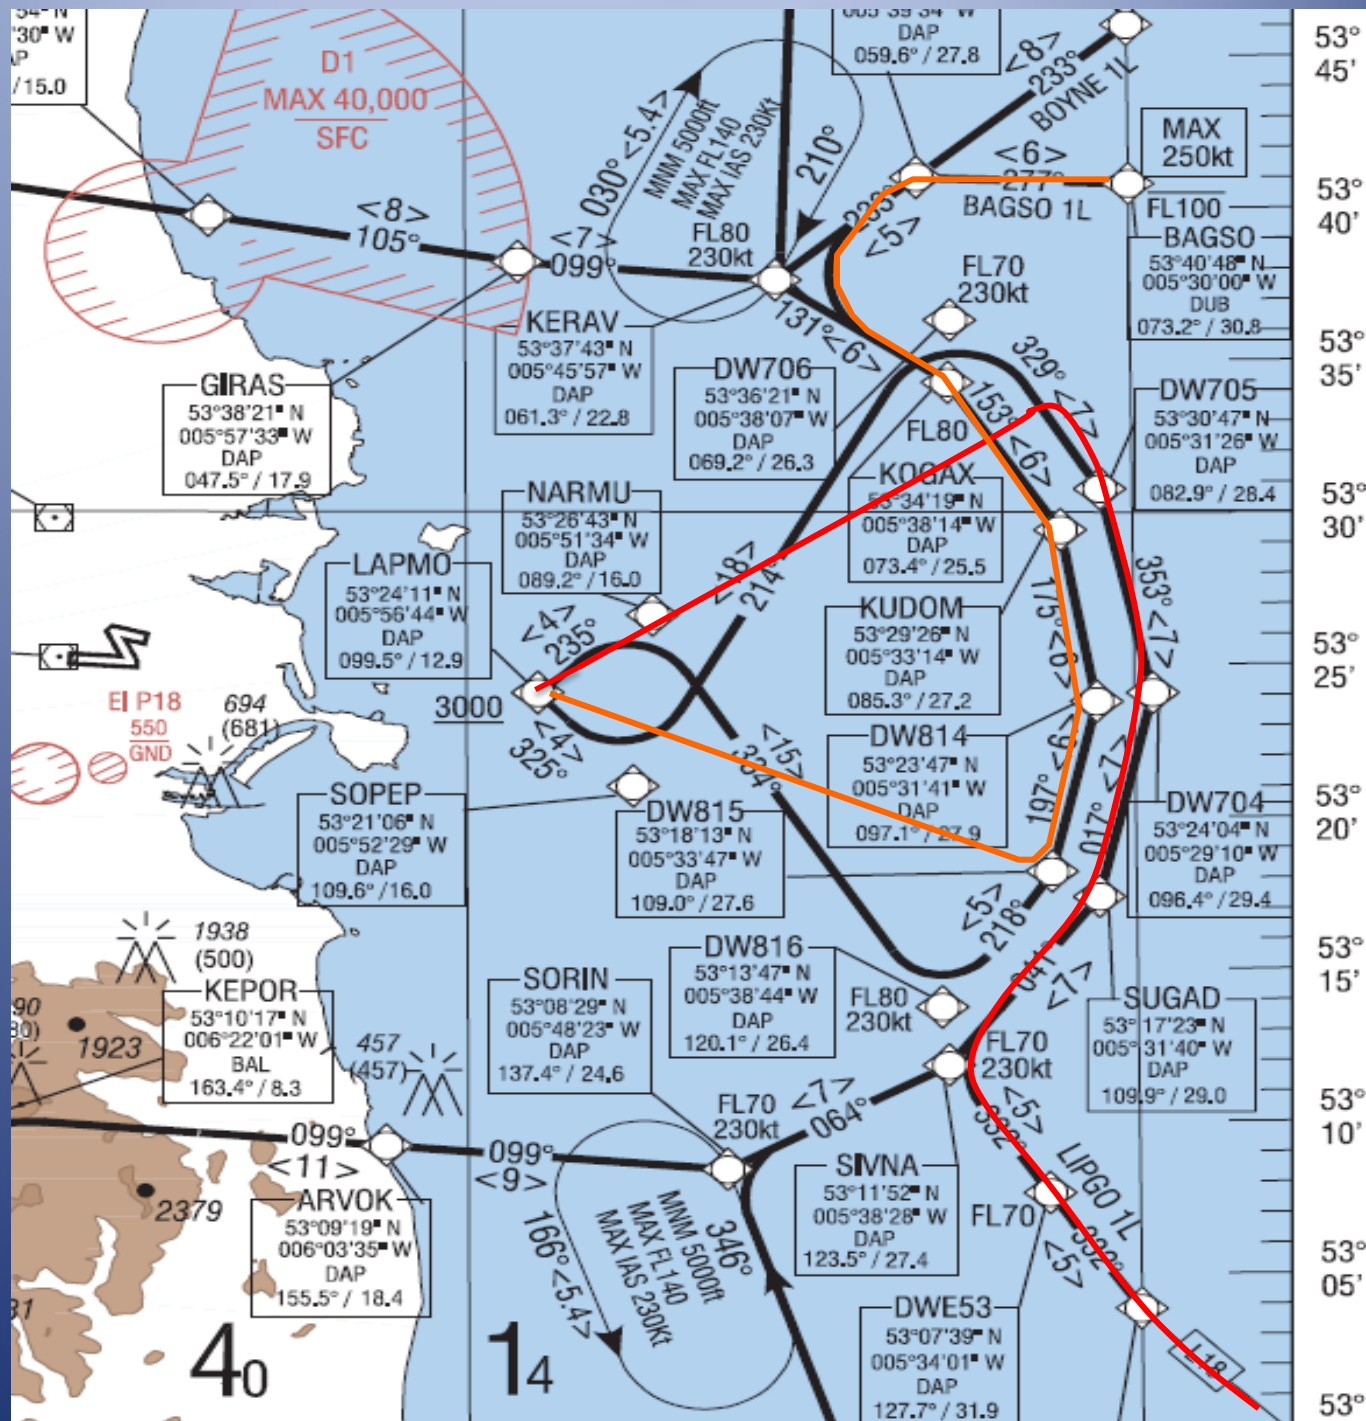 54"N
'30"W
AP
/15.0
D1
MAX 40,000
SFC
005°39'34"W
DAP
059.6°/27.8
<8>
233°
BOYNE 1L
53°
45'
MAX
250kt
030°<5.4>
MNM 5000ft
MAX FL140
MAX IAS 230Kt
210°
<6>
277°
BAGSO 1L
53°
40'
<8>
105°
<7>
099°
FL80
230kt
233°
<5>
FL100
BAGSO
53°40'48"N
005°30'00"W
DUB
073.2°/30.8
FL70
230kt
KERAV
53°37'43"N
005°45'57"W
DAP
061.3°/22.8
131°<6>
53°
35'
GIRAS
53°38'21"N
005°57'33"W
DAP
047.5°/17.9
DW706
53°36'21"N
005°38'07"W
DAP
069.2°/26.3
329°<7>
DW705
53°30'47"N
005°31'26"W
DAP
082.9°/28.4
FL80
153°<6>
KOGAX
53°34'19"N
005°38'14"W
DAP
073.4°/25.5
NARMU
53°26'43"N
005°51'34"W
DAP
089.2°/16.0
53°
30'
LAPMO
53°24'11"N
005°56'44"W
DAP
099.5°/12.9
<18>
214°
175°<6>
353°<7>
KUDOM
53°29'26"N
005°33'14"W
DAP
085.3°/27.2
<4>
235°
53°
25'
EI P18
550
GND
694
(681)
3000
<4>
325°
<15>
334°
DW814
53°23'47"N
005°31'41"W
DAP
097.1°/27.9
197°<6>
017°<7>
SOPEP
53°21'06"N
005°52'29"W
DAP
109.6°/16.0
DW815
53°18'13"N
005°33'47"W
DAP
109.0°/27.6
DW704
53°24'04"N
005°29'10"W
DAP
096.4°/29.4
53°
20'
<5>
218°
1938
(500)
DW816
53°13'47"N
005°38'44"W
DAP
120.1°/26.4
FL80
230kt
041°
<7>
53°
15'
KEPOR
53°10'17"N
006°22'01"W
BAL
163.4°/8.3
SORIN
53°08'29"N
005°48'23"W
DAP
137.4°/24.6
SUGAD
53°17'23"N
005°31'40"W
DAP
109.9°/29.0
90
80)
1923
457
(457)
FL70
230kt
FL70
230kt
<7>
064°
<5>
332°
53°
10'
099°
<11>
099°
<9>
SIVNA
53°11'52"N
005°38'28"W
DAP
123.5°/27.4
LIPGO 1L
FL70
332°
<5>
2379
ARVOK
53°09'19"N
006°03'35"W
DAP
155.5°/18.4
166°<5.4>
MNM 5000ft
MAX FL140
MAX IAS 230Kt
346°
53°
05'
31
DWE53
53°07'39"N
005°34'01"W
DAP
127.7°/31.9
L18
40
14
53°